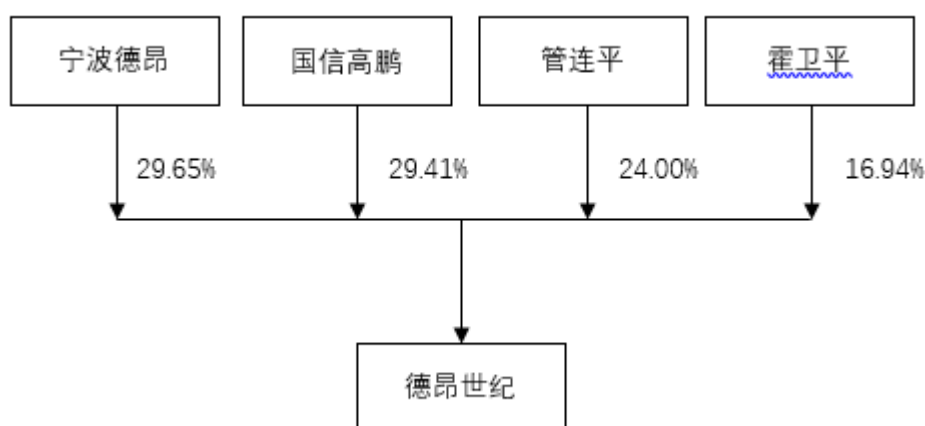 宁波德昂
国信高鹏
管连平
霍卫平
29.65%
29.41%
24.00%
16.94%
德昂世纪